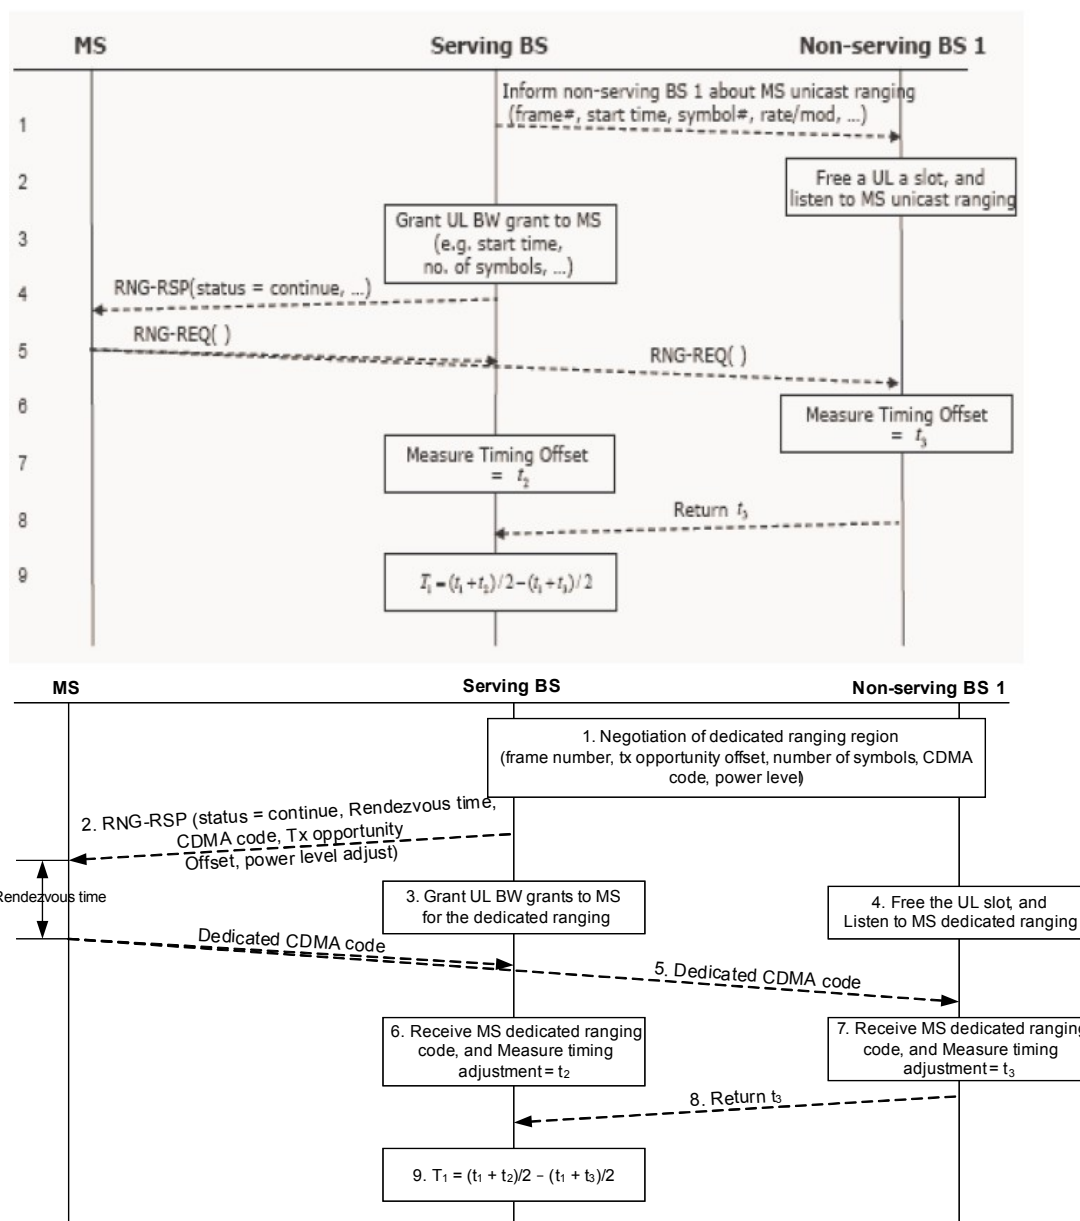 MS Serving BS Non-serving BS 1
Inform non-serving BS 1 about MS unicast ranging
(frame#, start time, symbol#, rate/mod, ...)
1
2
Free a UL a slot, and
listen to MS unicast ranging
3
Grant UL BW grant to MS
(e.g. start time,
no. of symbols, ...)
4
RNG-RSP(status = continue, ...)
RNG-REQ( )
5
RNG-REQ( )
6
Measure Timing Offset
= t₃
7
Measure Timing Offset
= t₂
8
Return t₃
9
T₁ = (t₁+t₂)/2−(t₁+t₃)/2
MS Serving BS Non-serving BS 1
1. Negotiation of dedicated ranging region
(frame number, tx opportunity offset, number of symbols, CDMA
code, power level)
2. RNG-RSP (status = continue, Rendezvous time,
CDMA code, Tx opportunity
Offset, power level adjust)
Rendezvous time
3. Grant UL BW grants to MS
for the dedicated ranging
4. Free the UL slot, and
Listen to MS dedicated ranging
Dedicated CDMA code
5. Dedicated CDMA code
6. Receive MS dedicated ranging
code, and Measure timing
adjustment = t₂
7. Receive MS dedicated ranging
code, and Measure timing
adjustment = t₃
8. Return t₃
9. T₁ = (t₁ + t₂)/2 – (t₁ + t₃)/2